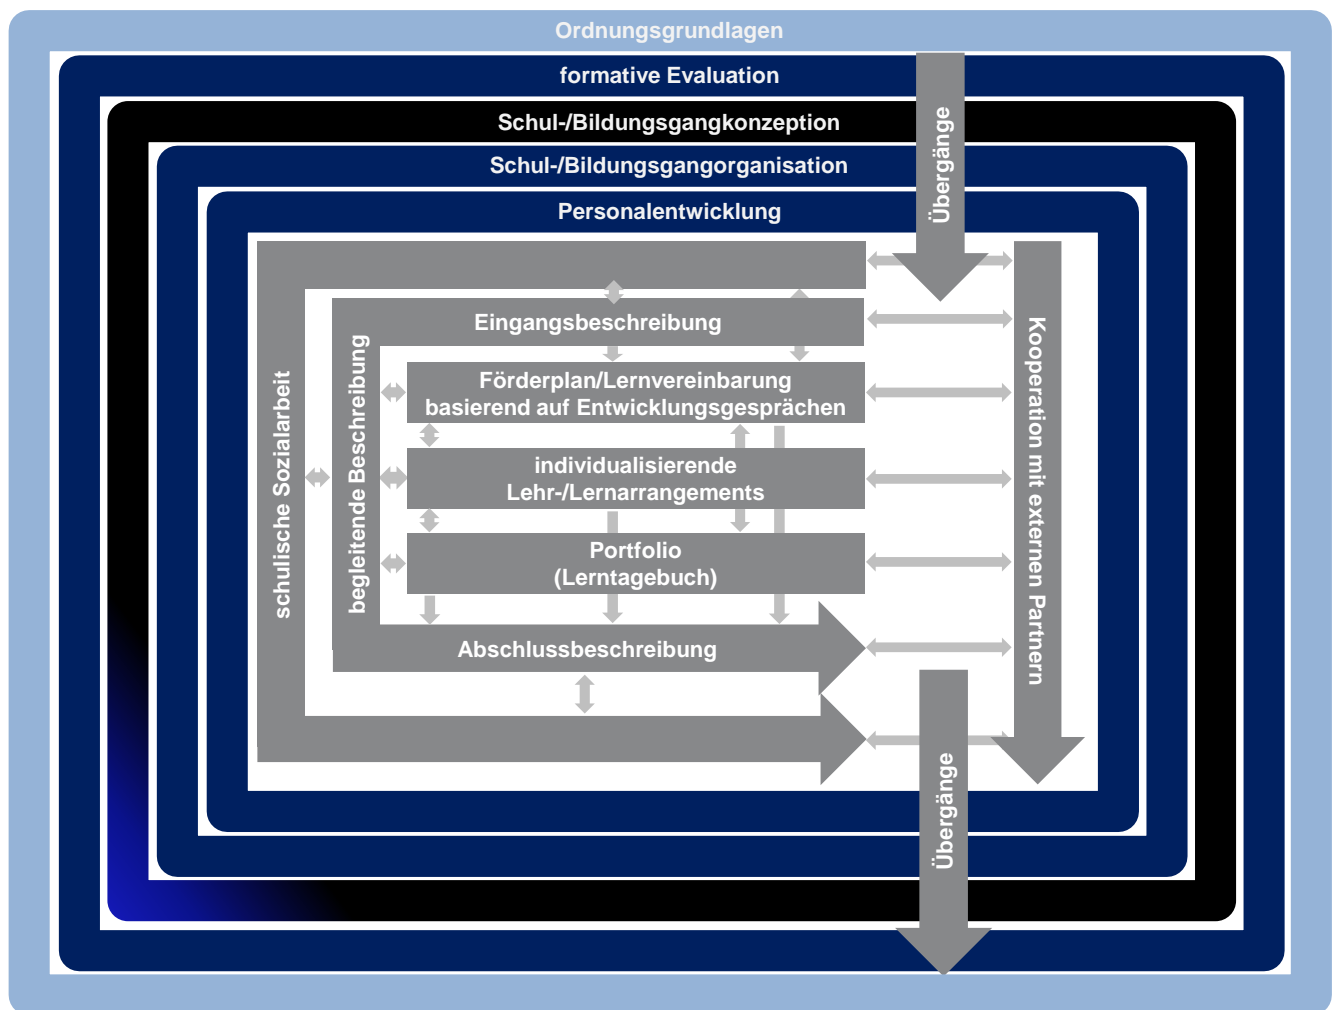 Ordnungsgrundlagen
formative Evaluation
Schul-/Bildungsgangkonzeption
Schul-/Bildungsgangorganisation
Personalentwicklung
Übergänge
Eingangsbeschreibung
Förderplan/Lernvereinbarung
basierend auf Entwicklungsgesprächen
individualisierende
Lehr-/Lernarrangements
Portfolio
(Lerntagebuch)
Abschlussbeschreibung
schulische Sozialarbeit
begleitende Beschreibung
Kooperation mit externen Partnern
Übergänge